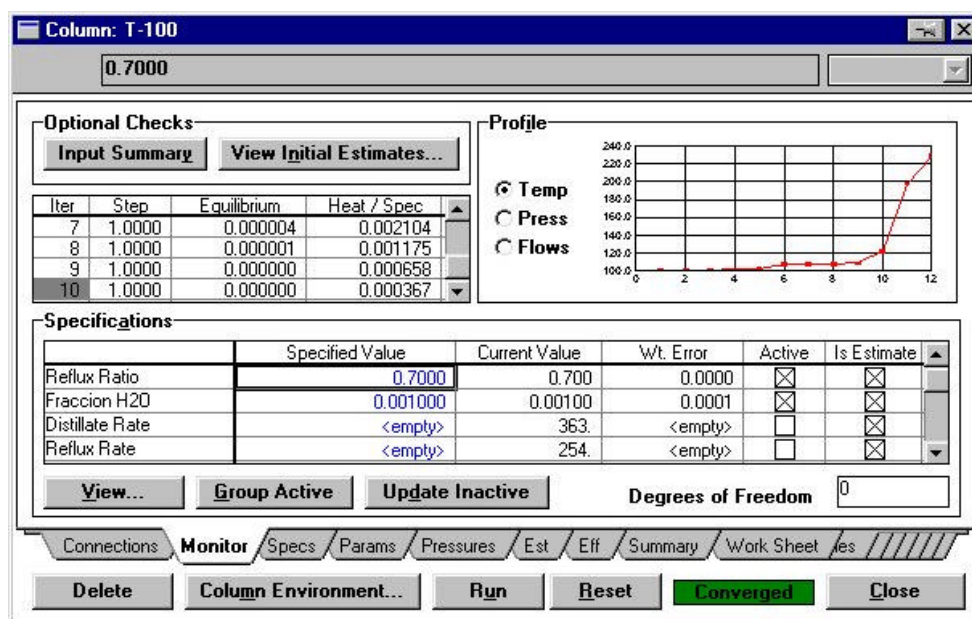 Column: T-100
0.7000
Optional Checks
Input Summary View Initial Estimates...
Iter Step Equilibrium Heat / Spec
7 1.0000 0.000004 0.002104
8 1.0000 0.000001 0.001175
9 1.0000 0.000000 0.000658
10 1.0000 0.000000 0.000367
Profile
Temp
Press
Flows
240.0
220.0
200.0
180.0
160.0
140.0
120.0
100.0
0 2 4 6 8 10 12
Specifications
Specified Value Current Value Wt. Error Active Is Estimate
Reflux Ratio 0.7000 0.700 0.0000
Fraccion H2O 0.001000 0.00100 0.0001
Distillate Rate <empty> 363. <empty>
Reflux Rate <empty> 254. <empty>
View... Group Active Update Inactive Degrees of Freedom 0
Connections Monitor Specs Params Pressures Est Eff Summary Work Sheet les
Delete Column Environment... Run Reset Converged Close